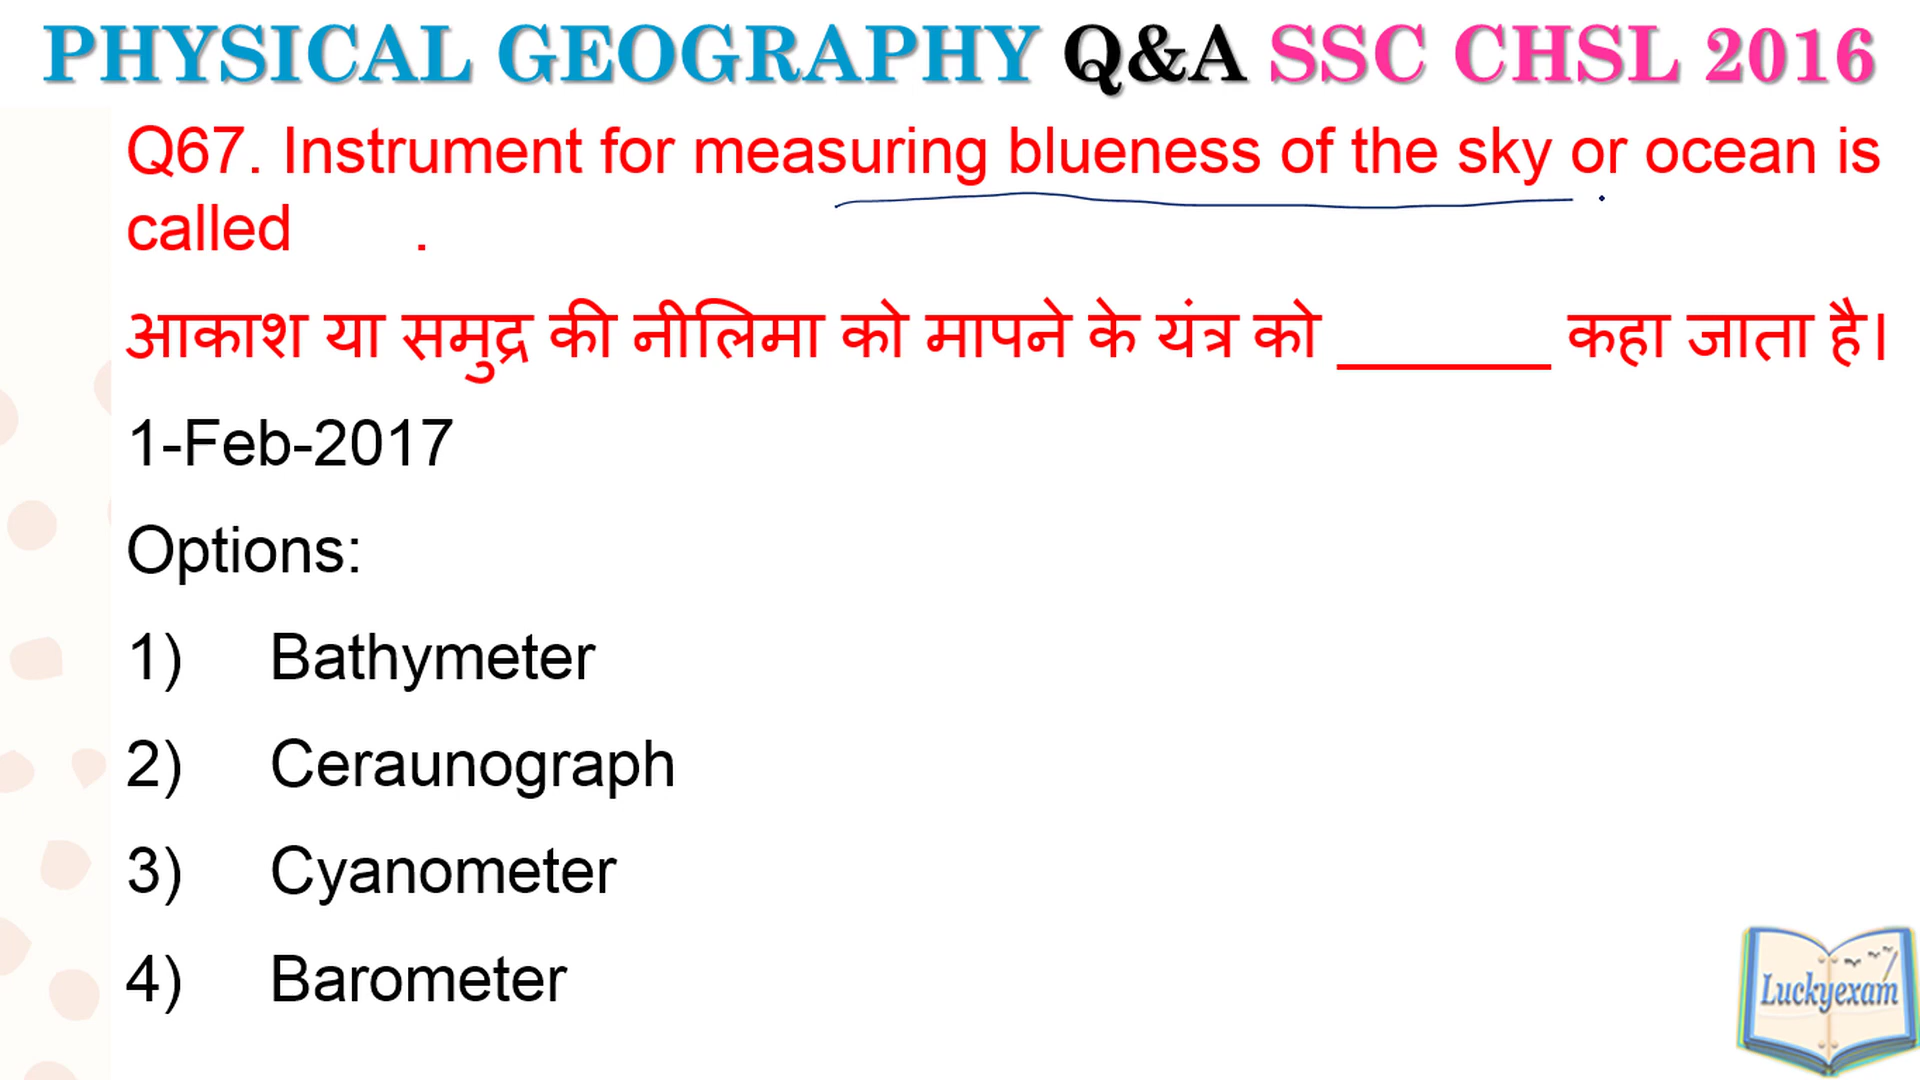 PHYSICAL GEOGRAPHY Q&A SSC CHSL 2016
Q67. Instrument for measuring blueness of the sky or ocean is
called .
आकाश या समुद्र की नीलिमा को मापने के यंत्र को ______ कहा जाता है।
1-Feb-2017
Options:
1) Bathymeter
2) Ceraunograph
3) Cyanometer
4) Barometer
Luckyexam